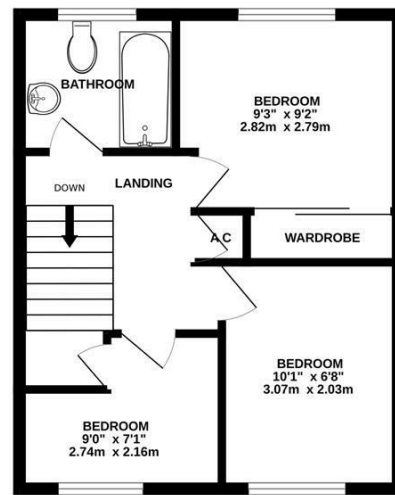 BATHROOM
BEDROOM
9'3" x 9'2"
2.82m x 2.79m
DOWN
LANDING
A C
WARDROBE
BEDROOM
10'1" x 6'8"
3.07m x 2.03m
BEDROOM
9'0" x 7'1"
2.74m x 2.16m